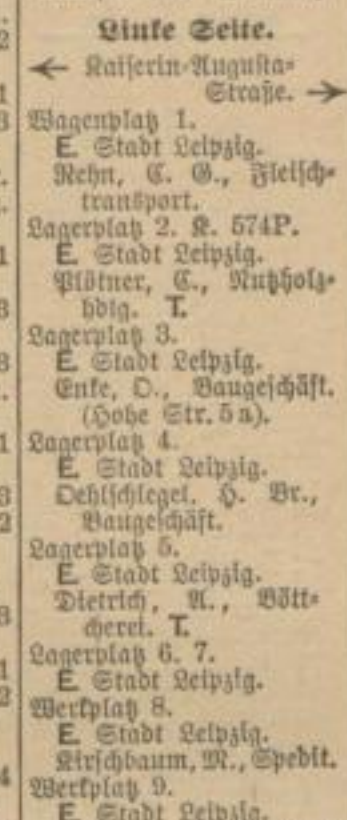 Linke Seite.
← Kaiserin-Augusta-
Straße. →
Wagenplatz 1.
E. Stadt Leipzig.
Rehn, C. G., Fleisch-
transport.
Lagerplatz 2. K. 574P.
E. Stadt Leipzig.
Plötner, C., Nutzholz-
hdlg. T.
Lagerplatz 3.
E. Stadt Leipzig.
Enke, O., Baugeschäft.
(Hohe Str. 5a).
Lagerplatz 4.
E. Stadt Leipzig.
Oehlschlegel, H. Br.,
Baugeschäft.
Lagerplatz 5.
E. Stadt Leipzig.
Dietrich, A., Bött-
cherei. T.
Lagerplatz 6. 7.
E. Stadt Leipzig.
Werkplatz 8.
E. Stadt Leipzig.
Kirschbaum, M., Spedit.
Werkplatz 9.
E. Stadt Leipzig.